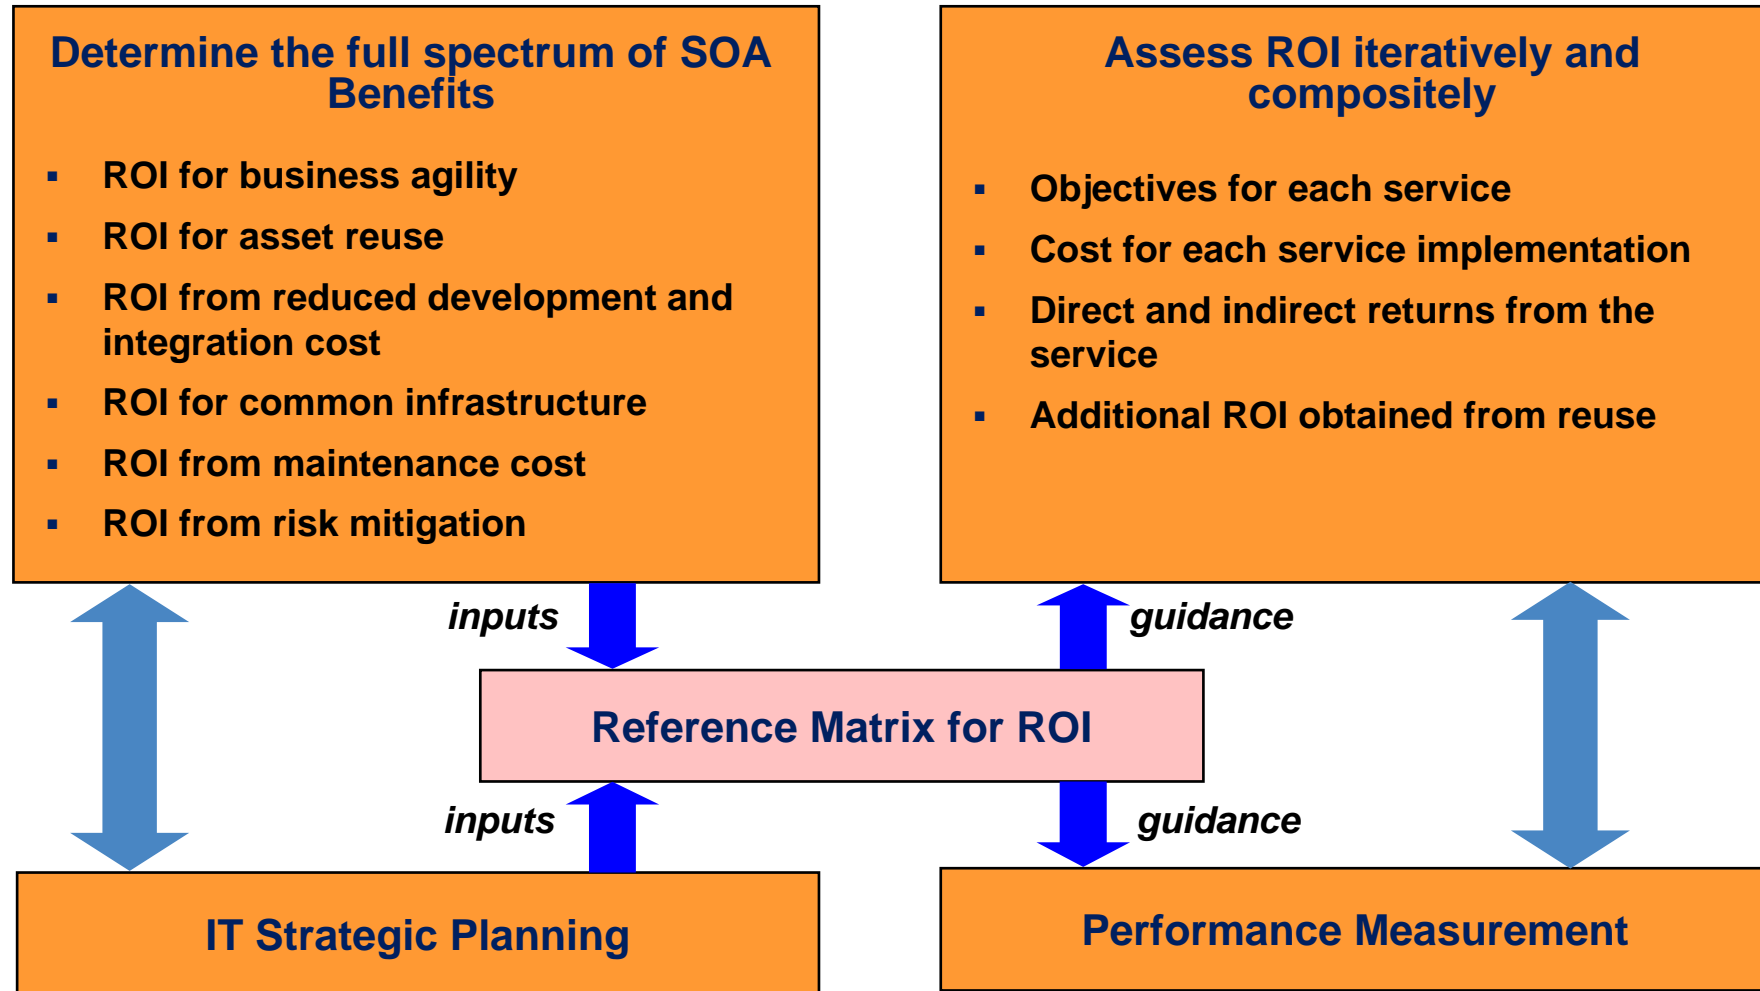 Determine the full spectrum of SOA
Benefits
▪ ROI for business agility
▪ ROI for asset reuse
▪ ROI from reduced development and
integration cost
▪ ROI for common infrastructure
▪ ROI from maintenance cost
▪ ROI from risk mitigation
Assess ROI iteratively and
compositely
▪ Objectives for each service
▪ Cost for each service implementation
▪ Direct and indirect returns from the
service
▪ Additional ROI obtained from reuse
inputs
guidance
Reference Matrix for ROI
inputs
guidance
IT Strategic Planning
Performance Measurement